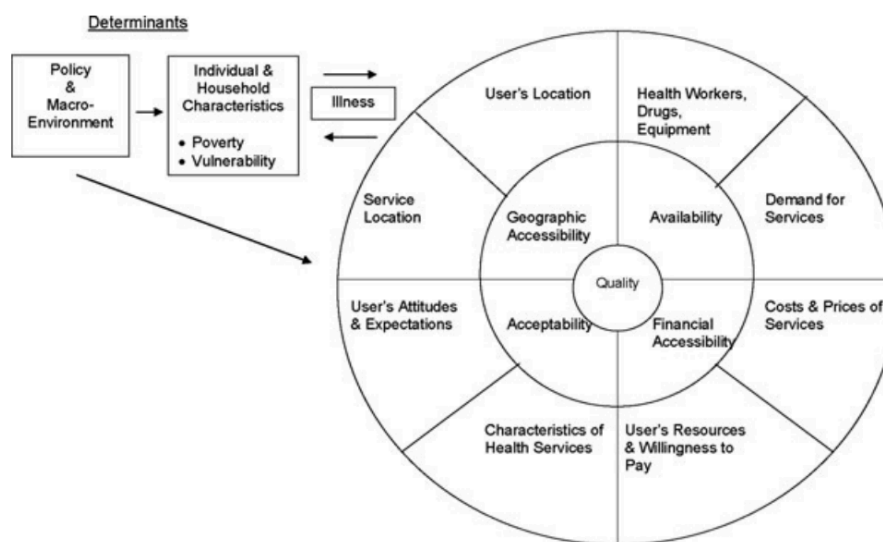 Determinants
Policy
&
Macro-
Environment
Individual &
Household
Characteristics
• Poverty
• Vulnerability
Illness
User's Location
Health Workers,
Drugs,
Equipment
Service
Location
Geographic
Accessibility
Availability
Demand for
Services
Quality
User's Attitudes
& Expectations
Acceptability
Financial
Accessibility
Costs & Prices of
Services
Characteristics of
Health Services
User's Resources
& Willingness to
Pay